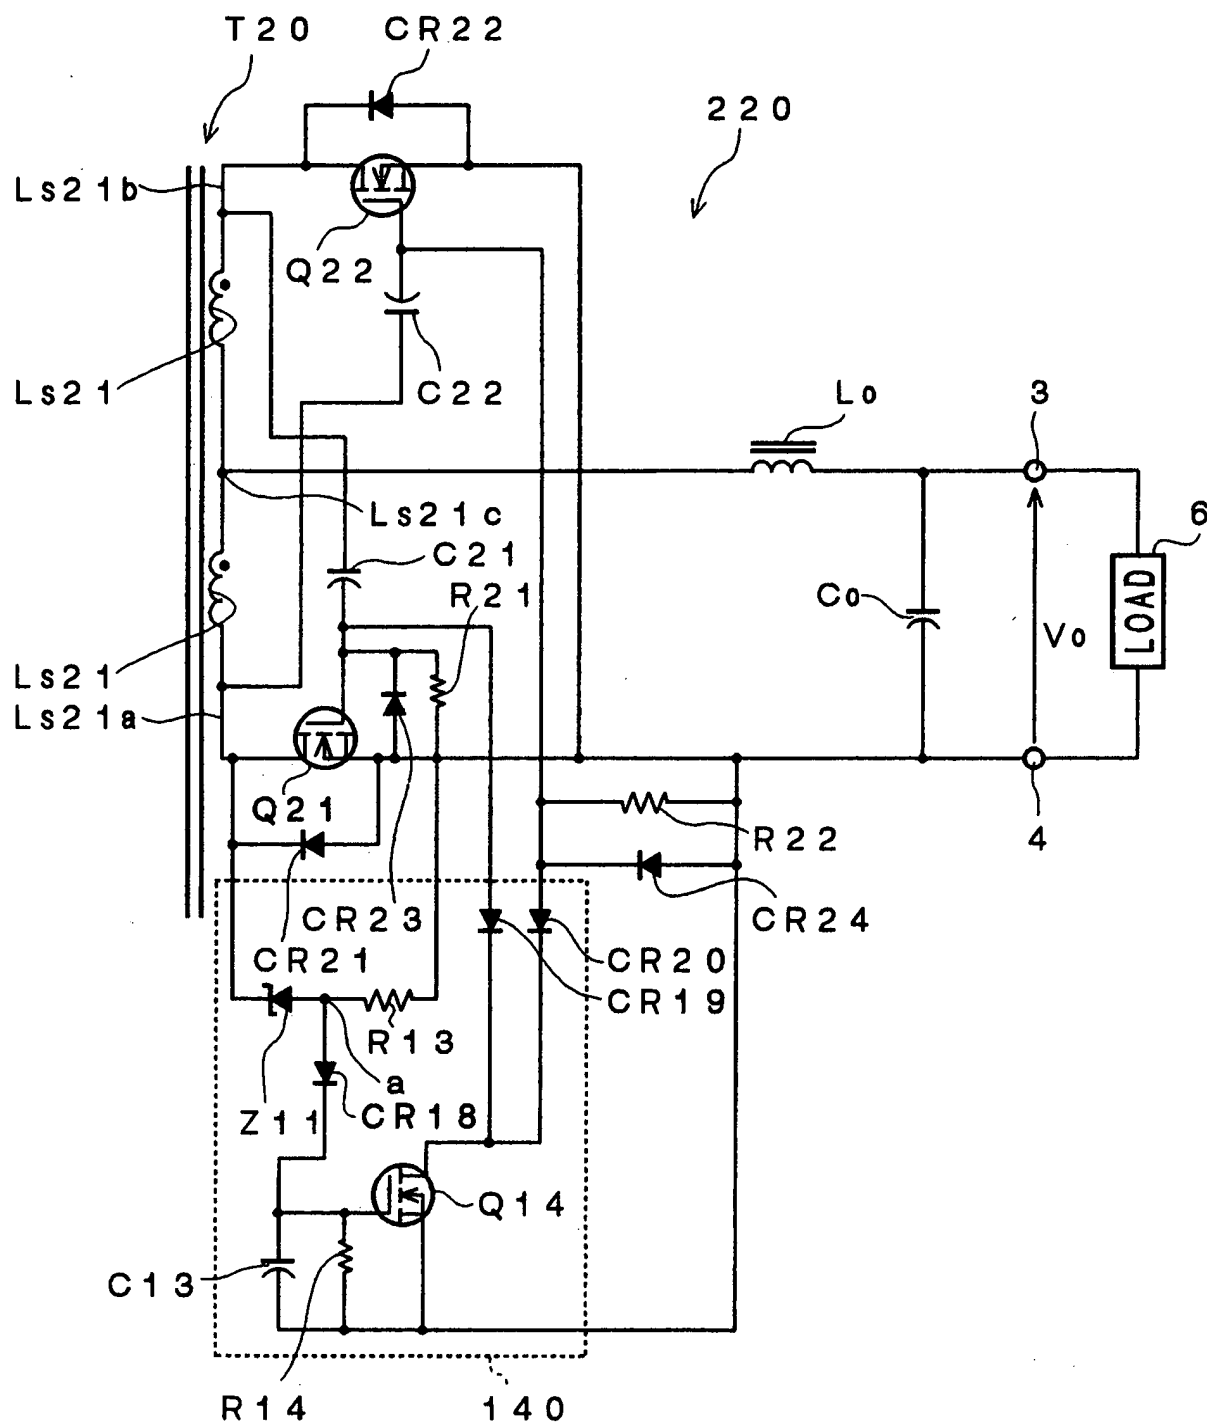 T20
CR22
220
Ls21b
Q22
Ls21
C22
Lo
3
Ls21c
6
C21
R21
Co
Vo
LOAD
Ls21
Ls21a
Q21
R22
4
CR23
CR24
CR21
CR20
CR19
R13
a
Z11
CR18
Q14
C13
R14
140